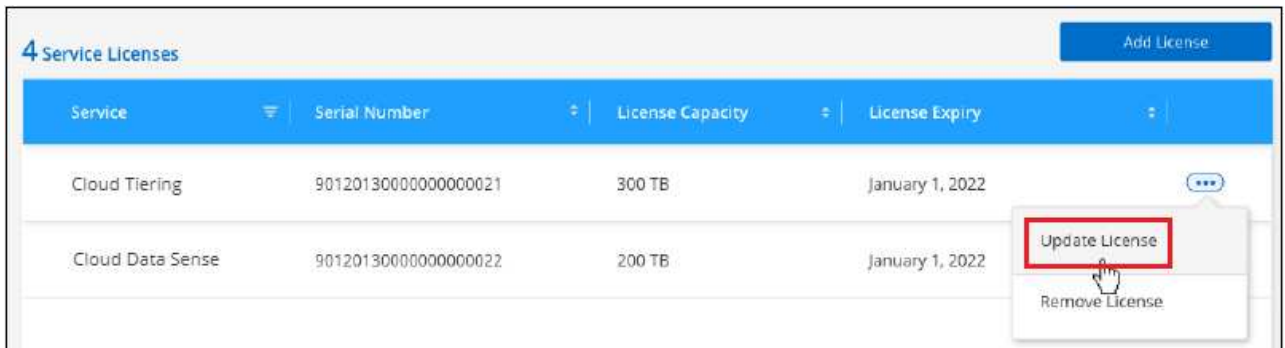 4 Service Licenses
Add License
Service Serial Number License Capacity License Expiry
Cloud Tiering 90120130000000000021 300 TB January 1, 2022
Update License
Cloud Data Sense 90120130000000000022 200 TB January 1, 2022
Remove License